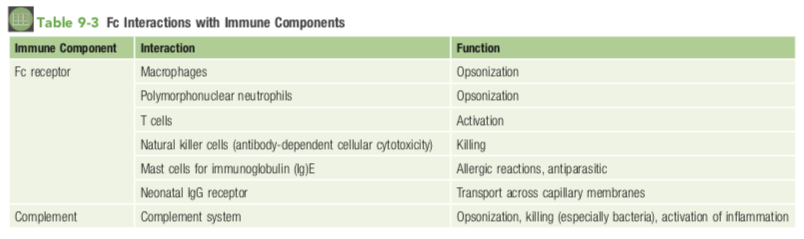 Table 9-3 Fc Interactions with Immune Components
Immune Component Interaction Function
Fc receptor Macrophages Opsonization
Polymorphonuclear neutrophils Opsonization
T cells Activation
Natural killer cells (antibody-dependent cellular cytotoxicity) Killing
Mast cells for immunoglobulin (Ig)E Allergic reactions, antiparasitic
Neonatal IgG receptor Transport across capillary membranes
Complement Complement system Opsonization, killing (especially bacteria), activation of inflammation